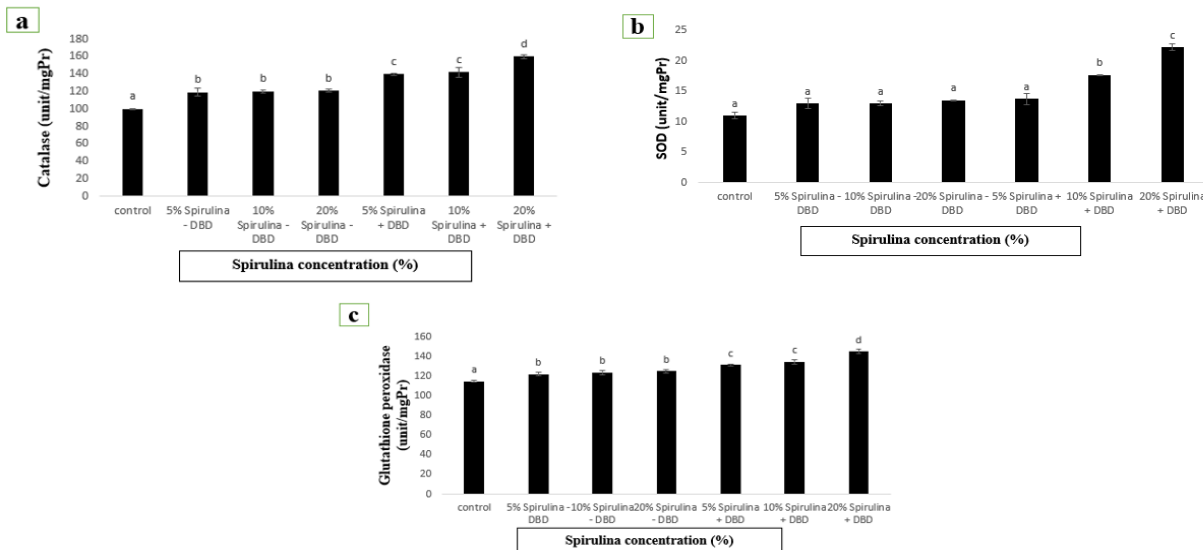 a
Catalase (unit/mgPr)
180
160
140
120
100
80
60
40
20
0
a
b
b
b
c
c
d
control
5% Spirulina
- DBD
10%
Spirulina -
DBD
20%
Spirulina -
DBD
5% Spirulina
+ DBD
10%
Spirulina +
DBD
20%
Spirulina +
DBD
Spirulina concentration (%)
b
SOD (unit/mgPr)
25
20
15
10
5
0
a
a
a
a
a
b
c
control
5% Spirulina -10% Spirulina -20% Spirulina - 5% Spirulina + 10% Spirulina 20% Spirulina
DBD DBD DBD DBD + DBD + DBD
Spirulina concentration (%)
c
Glutathione peroxidase
(unit/mgPr)
160
140
120
100
80
60
40
20
0
a
b
b
b
c
c
d
control
5% Spirulina -10% Spirulina20% Spirulina 5% Spirulina 10% Spirulina 20% Spirulina
DBD - DBD - DBD + DBD + DBD + DBD
Spirulina concentration (%)